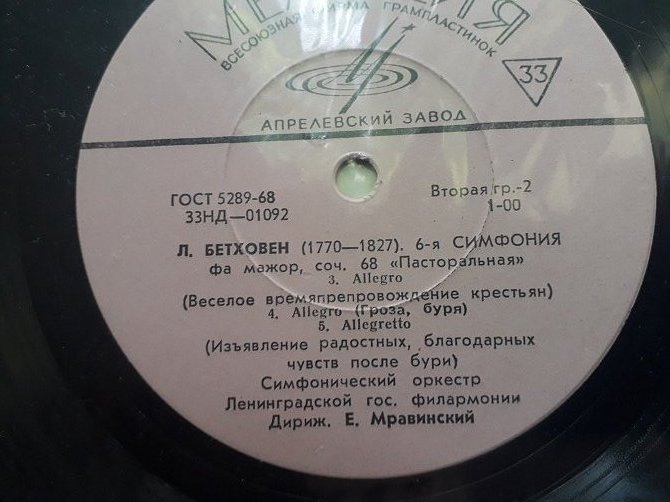 ВСЕСОЮЗНАЯ ФИРМА ГРАМПЛАСТИНОК
33
АПРЕЛЕВСКИЙ ЗАВОД
ГОСТ 5289-68
33НД—01092
Вторая гр.-2
1-00
Л. БЕТХОВЕН (1770—1827). 6-я СИМФОНИЯ
фа мажор, соч. 68 «Пасторальная»
3. Allegro
(Веселое времяпрепровождение крестьян)
4. Allegro (Гроза, буря)
5. Allegretto
(Изъявление радостных, благодарных
чувств после бури)
Симфонический оркестр
Ленинградской гос. филармонии
Дириж. Е. Мравинский